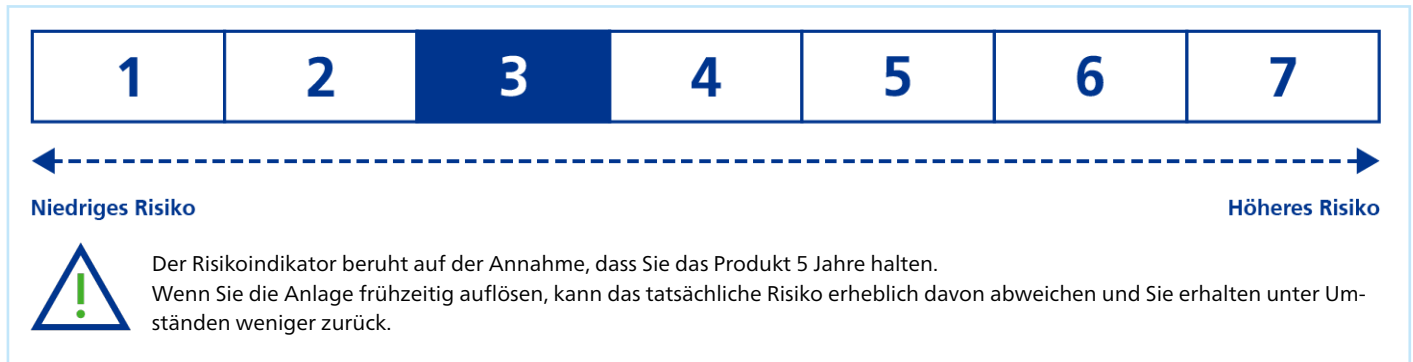 1 2 3 4 5 6 7
Niedriges Risiko Höheres Risiko
Der Risikoindikator beruht auf der Annahme, dass Sie das Produkt 5 Jahre halten.
Wenn Sie die Anlage frühzeitig auflösen, kann das tatsächliche Risiko erheblich davon abweichen und Sie erhalten unter Um-
ständen weniger zurück.